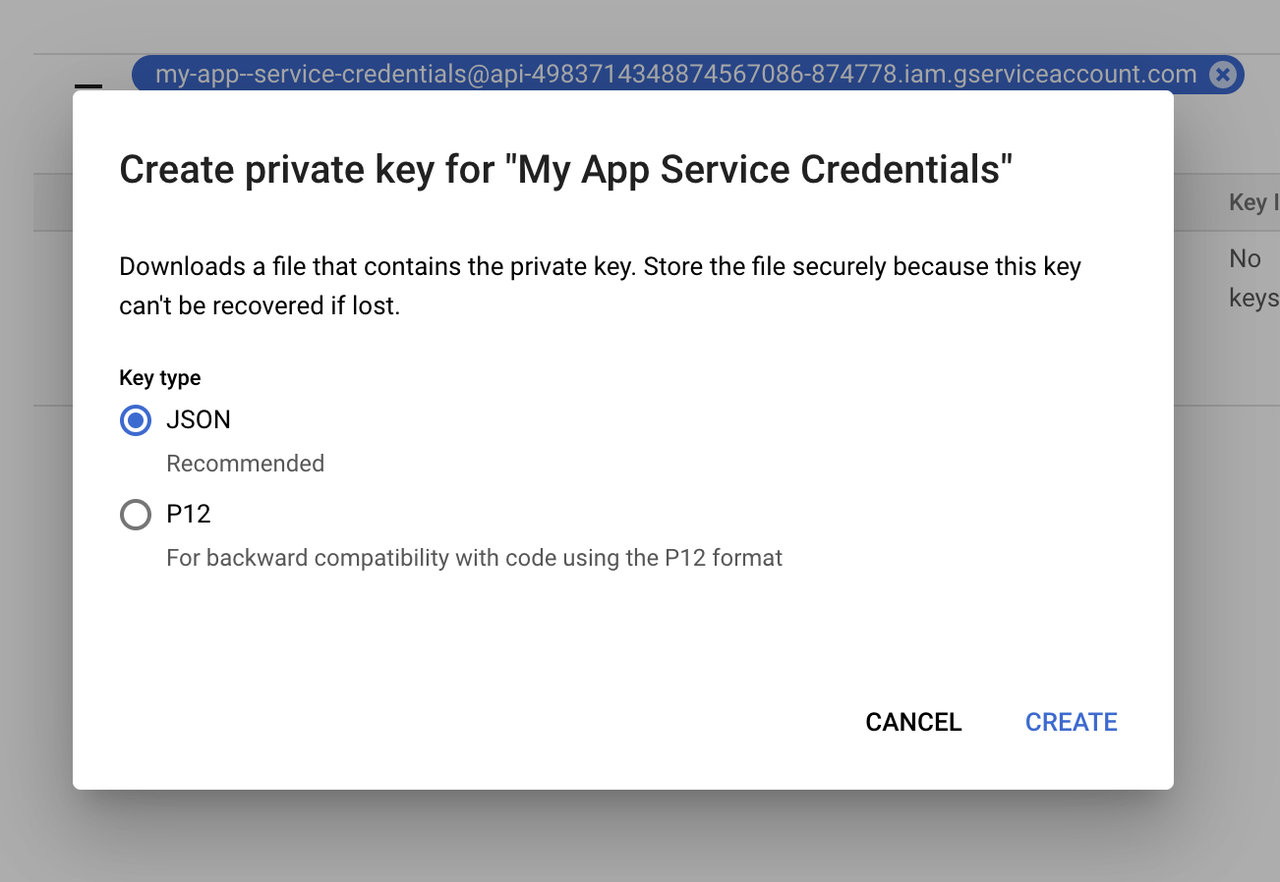 my-app--service-credentials@api-4983714348874567086-874778.iam.gserviceaccount.com
Create private key for "My App Service Credentials"
Key I
Downloads a file that contains the private key. Store the file securely because this key
can't be recovered if lost.
No
keys
Key type
JSON
Recommended
P12
For backward compatibility with code using the P12 format
CANCEL
CREATE